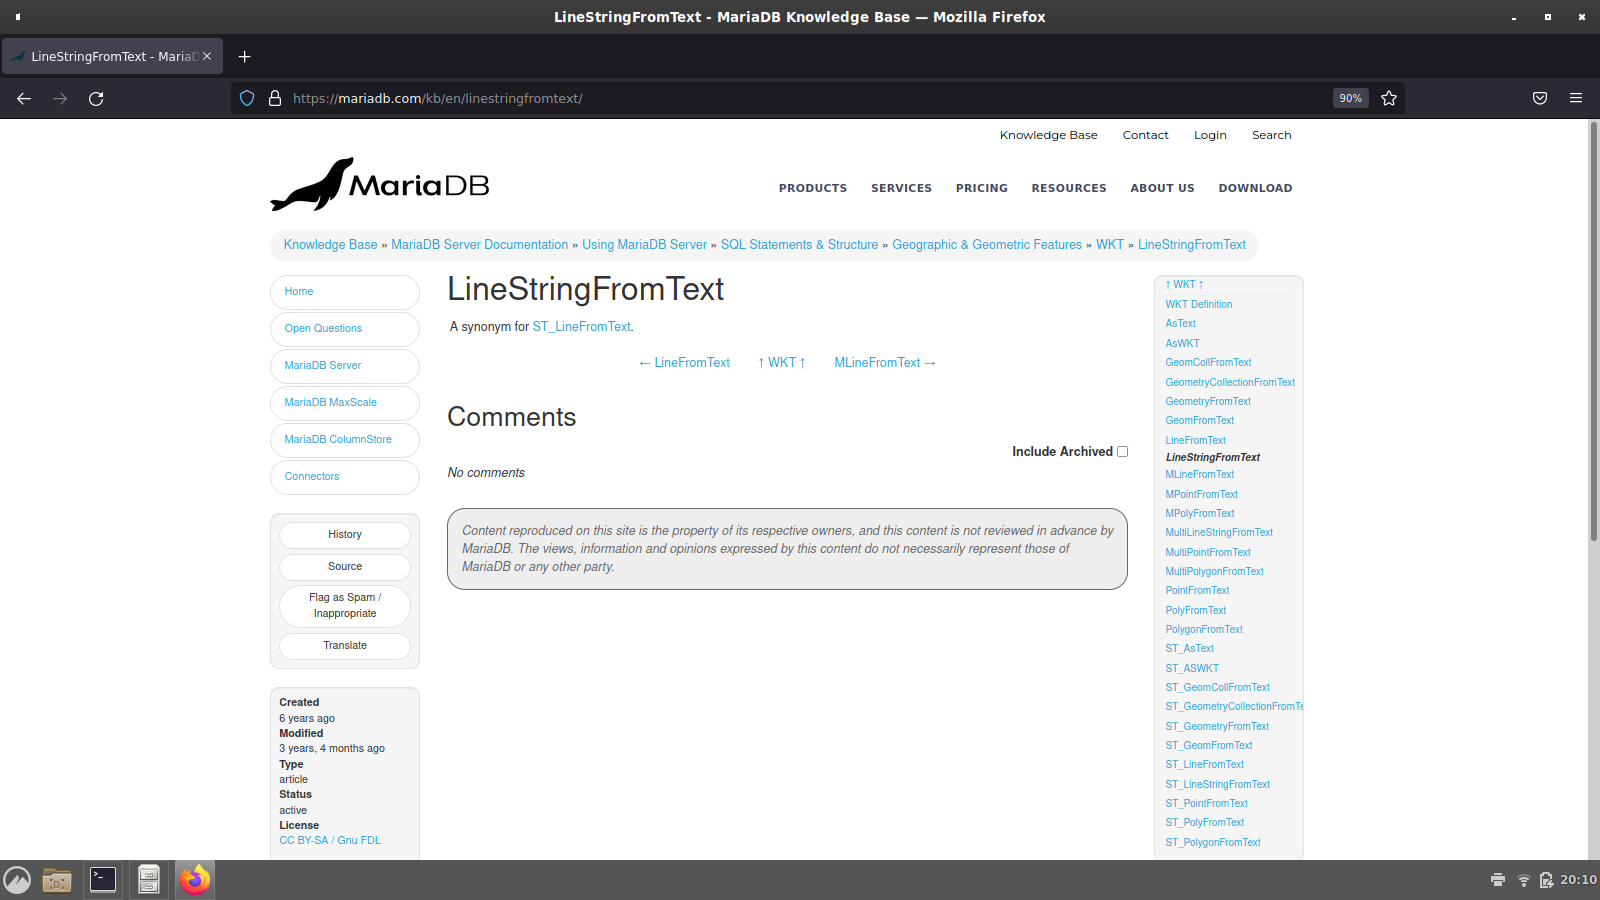 LineStringFromText - MariaDB Knowledge Base — Mozilla Firefox
LineStringFromText - MariaD
https://mariadb.com/kb/en/linestringfromtext/
90%
Knowledge Base Contact Login Search
MariaDB
PRODUCTS SERVICES PRICING RESOURCES ABOUT US DOWNLOAD
Knowledge Base » MariaDB Server Documentation » Using MariaDB Server » SQL Statements & Structure » Geographic & Geometric Features » WKT » LineStringFromText
Home
Open Questions
MariaDB Server
MariaDB MaxScale
MariaDB ColumnStore
Connectors
History
Source
Flag as Spam /
Inappropriate
Translate
Created
6 years ago
Modified
3 years, 4 months ago
Type
article
Status
active
License
CC BY-SA / Gnu FDL
LineStringFromText
A synonym for ST_LineFromText.
← LineFromText ↑ WKT ↑ MLineFromText →
Comments
Include Archived
No comments
Content reproduced on this site is the property of its respective owners, and this content is not reviewed in advance by
MariaDB. The views, information and opinions expressed by this content do not necessarily represent those of
MariaDB or any other party.
↑ WKT ↑
WKT Definition
AsText
AsWKT
GeomCollFromText
GeometryCollectionFromText
GeometryFromText
GeomFromText
LineFromText
LineStringFromText
MLineFromText
MPointFromText
MPolyFromText
MultiLineStringFromText
MultiPointFromText
MultiPolygonFromText
PointFromText
PolyFromText
PolygonFromText
ST_AsText
ST_ASWKT
ST_GeomCollFromText
ST_GeometryCollectionFromTe
ST_GeometryFromText
ST_GeomFromText
ST_LineFromText
ST_LineStringFromText
ST_PointFromText
ST_PolyFromText
ST_PolygonFromText
20:10